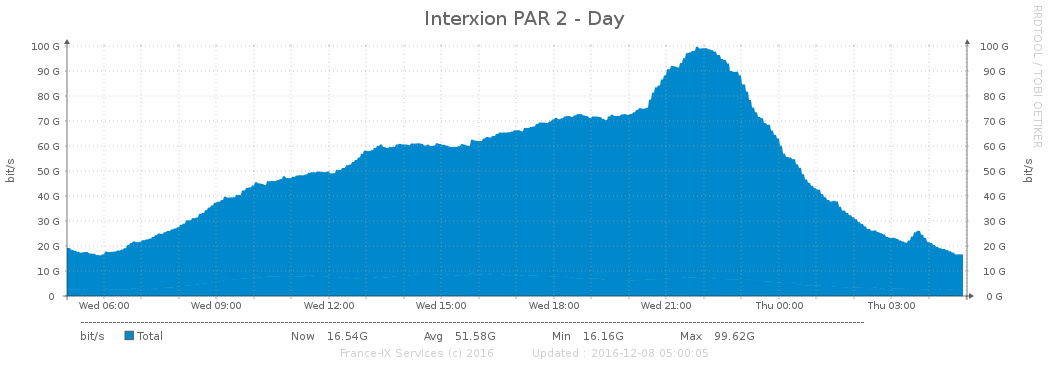 Interxion PAR 2 - Day
RRDTOOL / TOBI OETIKER
100 G 100 G
90 G 90 G
80 G 80 G
70 G 70 G
60 G 60 G
50 G 50 G
40 G 40 G
30 G 30 G
20 G 20 G
10 G 10 G
0 0 G
bit/s bit/s
Wed 06:00 Wed 09:00 Wed 12:00 Wed 15:00 Wed 18:00 Wed 21:00 Thu 00:00 Thu 03:00
bit/s Total Now 16.54G Avg 51.58G Min 16.16G Max 99.62G
France-IX Services (c) 2016 Updated : 2016-12-08 05:00:05